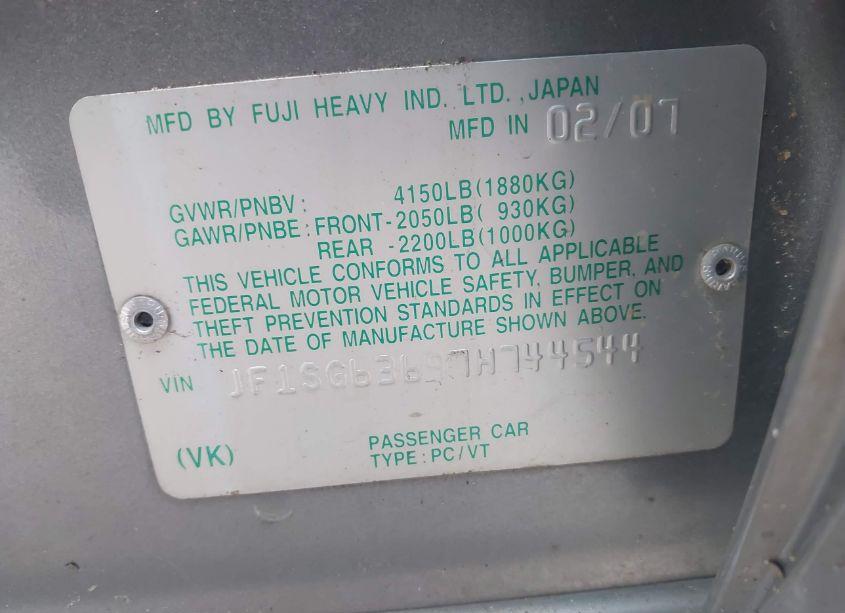 MFD BY FUJI HEAVY IND. LTD., JAPAN
MFD IN 02/07
GVWR/PNBV: 4150LB(1880KG)
GAWR/PNBE: FRONT-2050LB( 930KG)
REAR -2200LB(1000KG)
THIS VEHICLE CONFORMS TO ALL APPLICABLE
FEDERAL MOTOR VEHICLE SAFETY, BUMPER, AND
THEFT PREVENTION STANDARDS IN EFFECT ON
THE DATE OF MANUFACTURE SHOWN ABOVE.
VIN JF1SG63697H744544
PASSENGER CAR
(VK) TYPE:PC/VT